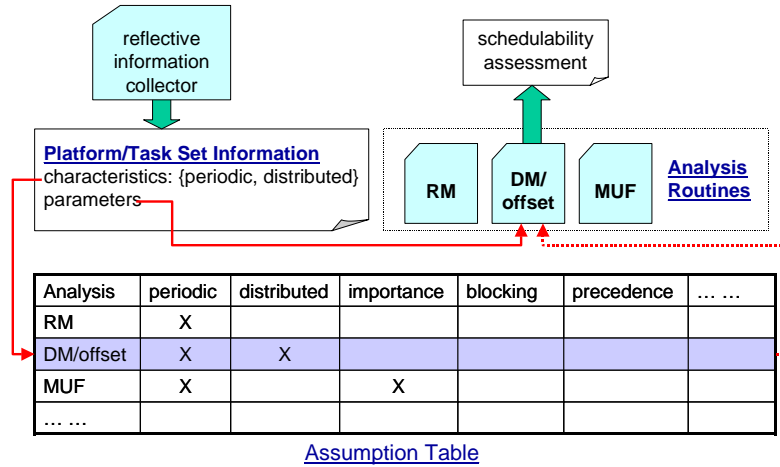 reflective
information
collector
schedulability
assessment
Platform/Task Set Information
characteristics: {periodic, distributed}
parameters
RM
DM/
offset
MUF
Analysis
Routines
Analysis periodic distributed importance blocking precedence … …
RM X
DM/offset X X
MUF X X
… …
Assumption Table